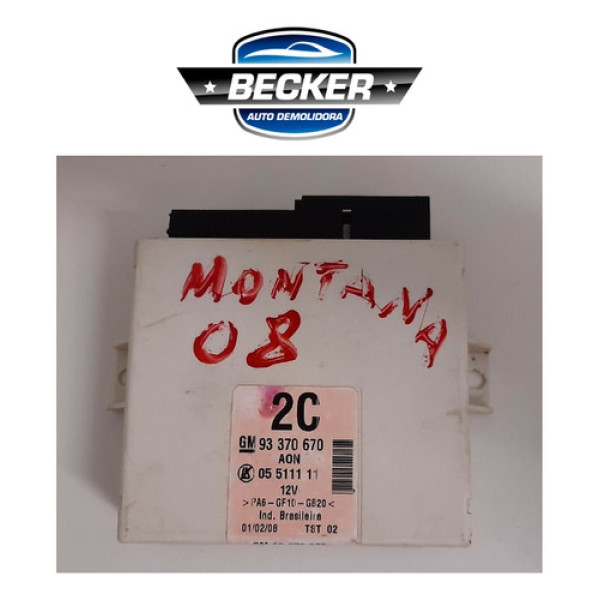 BECKER
AUTO DEMOLIDORA
MONTANA
08
2C
GM 93 370 670
AON
05 5111 11
12V
>PA6-GF10-GB20<
Ind. Brasileira
01/02/08 TST_02